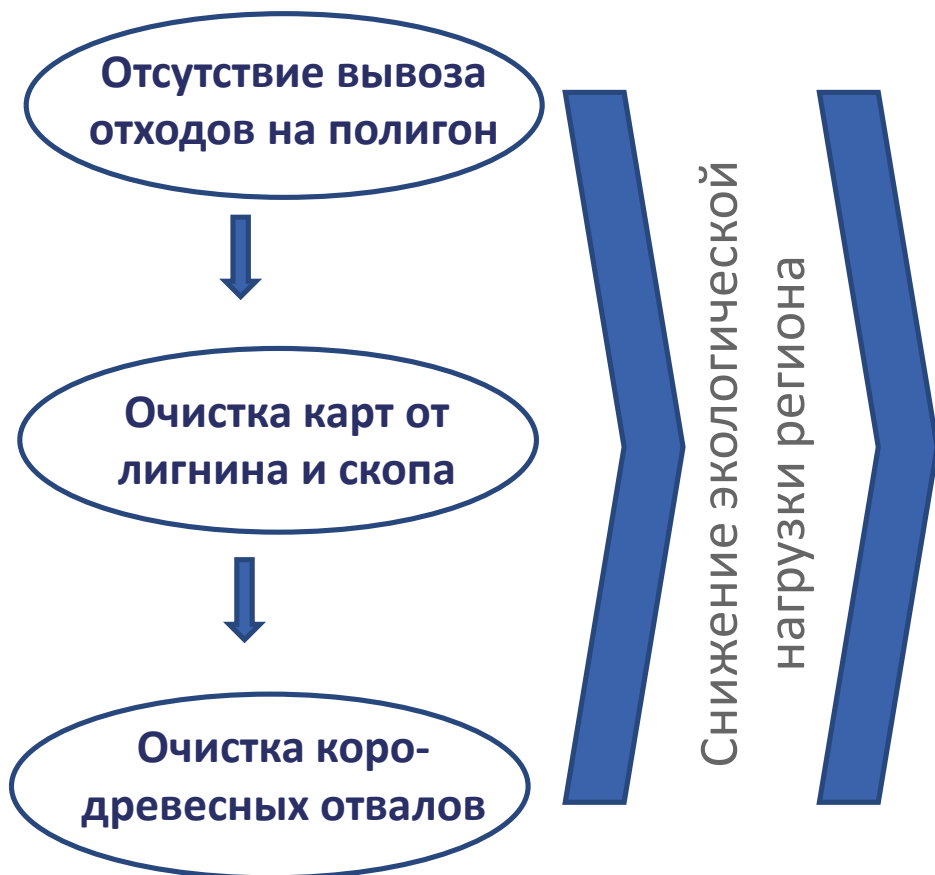 Отсутствие вывоза
отходов на полигон
Очистка карт от
лигнина и скопа
Очистка коро-
древесных отвалов
Снижение экологической
нагрузки региона